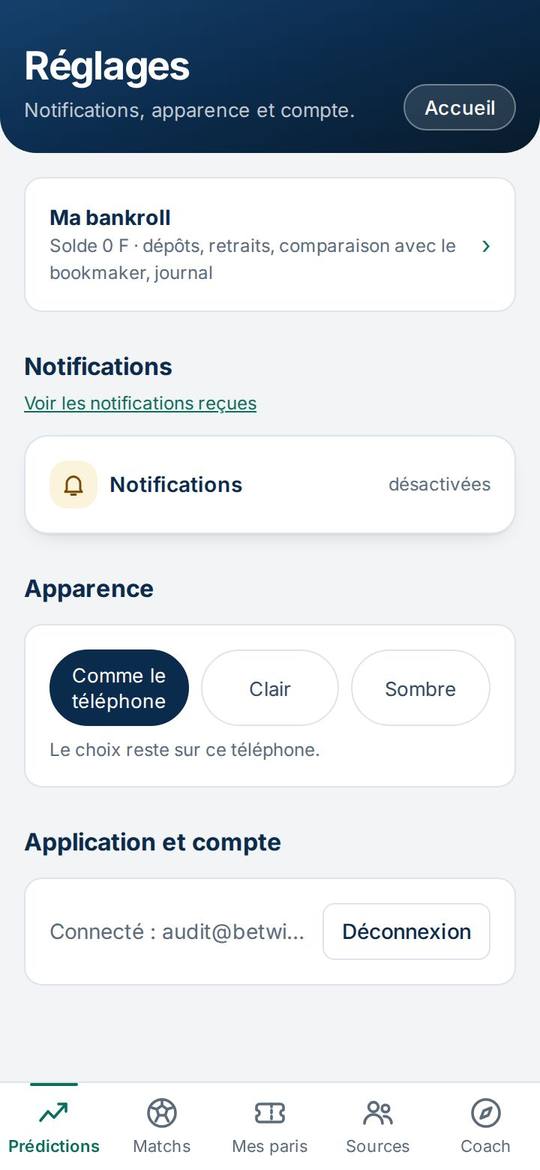 Réglages
Notifications, apparence et compte.
Accueil
Ma bankroll
Solde 0 F · dépôts, retraits, comparaison avec le
bookmaker, journal
›
Notifications
Voir les notifications reçues
Notifications
désactivées
Apparence
Comme le
téléphone
Clair
Sombre
Le choix reste sur ce téléphone.
Application et compte
Connecté : audit@betwi...
Déconnexion
Prédictions
Matchs
Mes paris
Sources
Coach